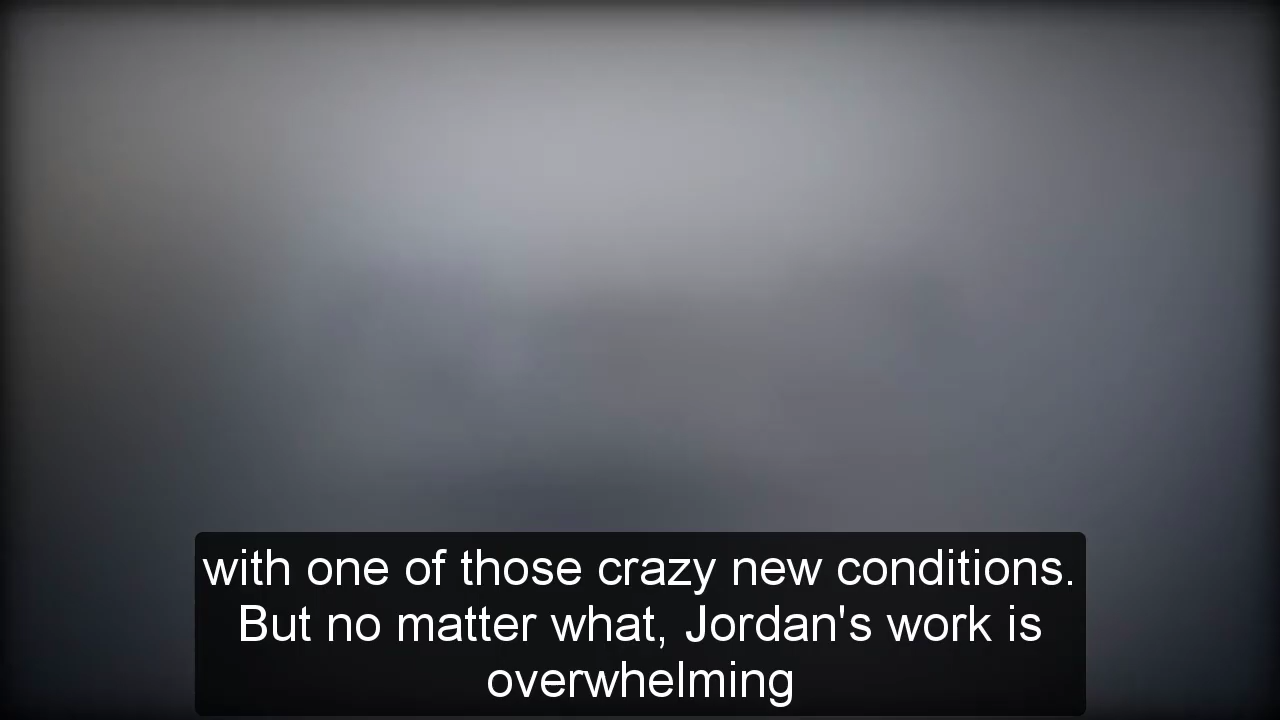 with one of those crazy new conditions.
But no matter what, Jordan's work is
overwhelming